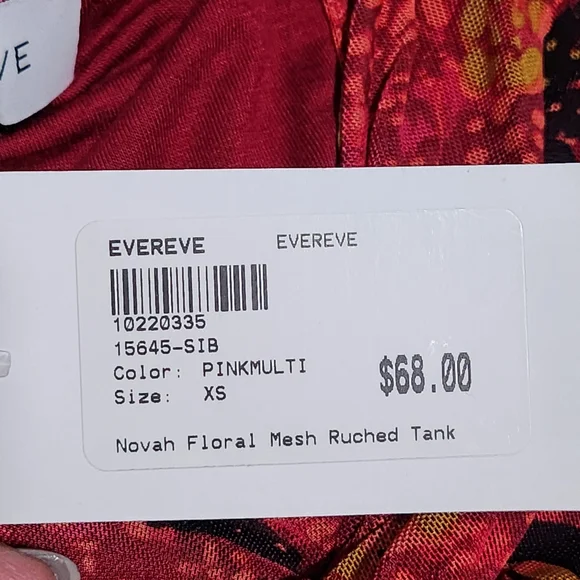 VE
EVEREVE EVEREVE
10220335
15645-SIB
Color: PINKMULTI
$68.00
Size: XS
Novah Floral Mesh Ruched Tank